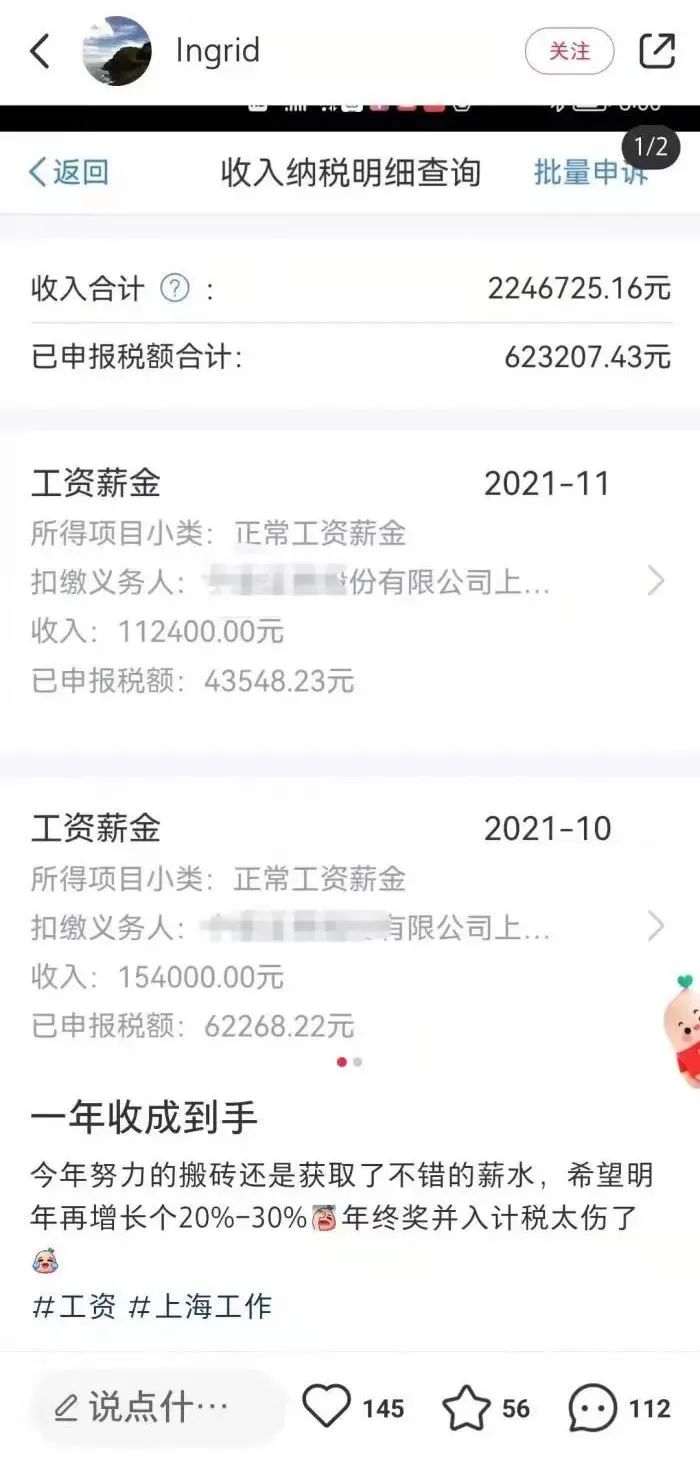 Ingrid
关注
1/2
返回
收入纳税明细查询
批量申诉
收入合计 ? :
2246725.16元
已申报税额合计:
623207.43元
工资薪金
2021-11
所得项目小类: 正常工资薪金
扣缴义务人: 份有限公司上...
收入: 112400.00元
已申报税额: 43548.23元
工资薪金
2021-10
所得项目小类: 正常工资薪金
扣缴义务人: 有限公司上...
收入: 154000.00元
已申报税额: 62268.22元
一年收成到手
今年努力的搬砖还是获取了不错的薪水，希望明
年再增长个20%-30%年终奖并入计税太伤了
#工资 #上海工作
说点什...
145
56
112